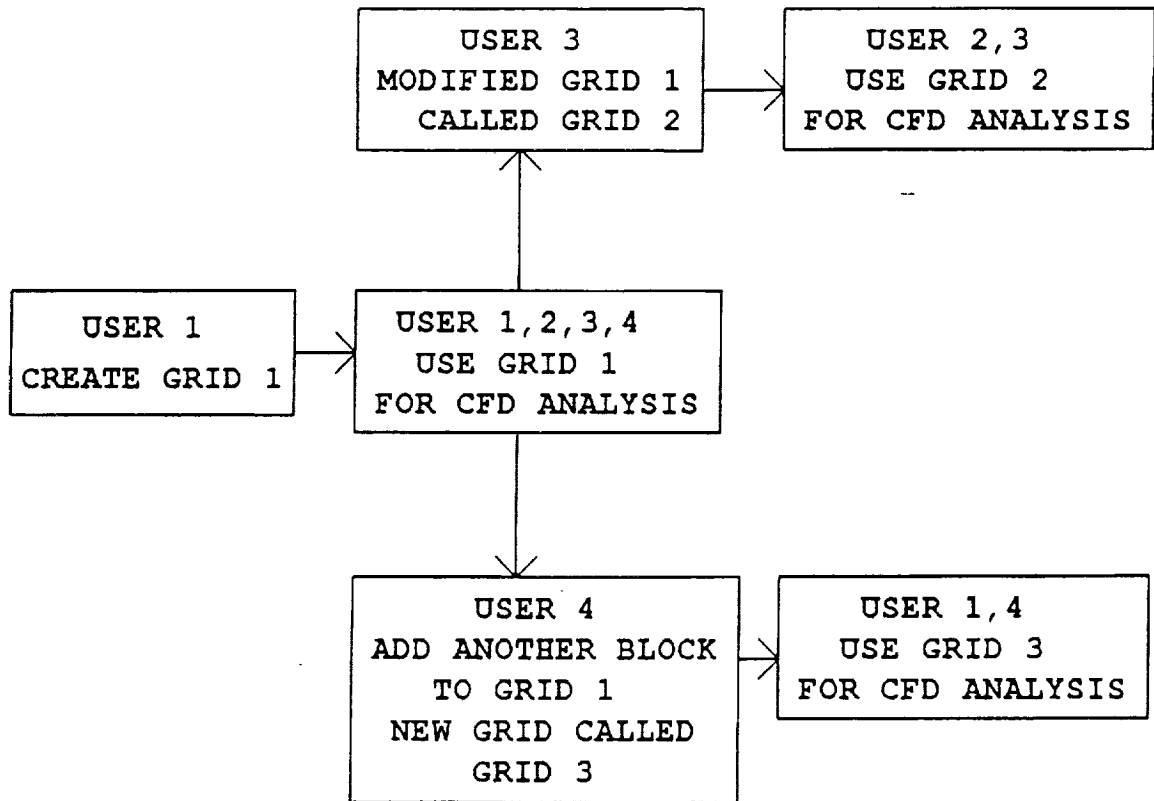 USER 3
MODIFIED GRID 1
CALLED GRID 2
USER 2,3
USE GRID 2
FOR CFD ANALYSIS
USER 1
CREATE GRID 1
USER 1,2,3,4
USE GRID 1
FOR CFD ANALYSIS
USER 4
ADD ANOTHER BLOCK
TO GRID 1
NEW GRID CALLED
GRID 3
USER 1,4
USE GRID 3
FOR CFD ANALYSIS